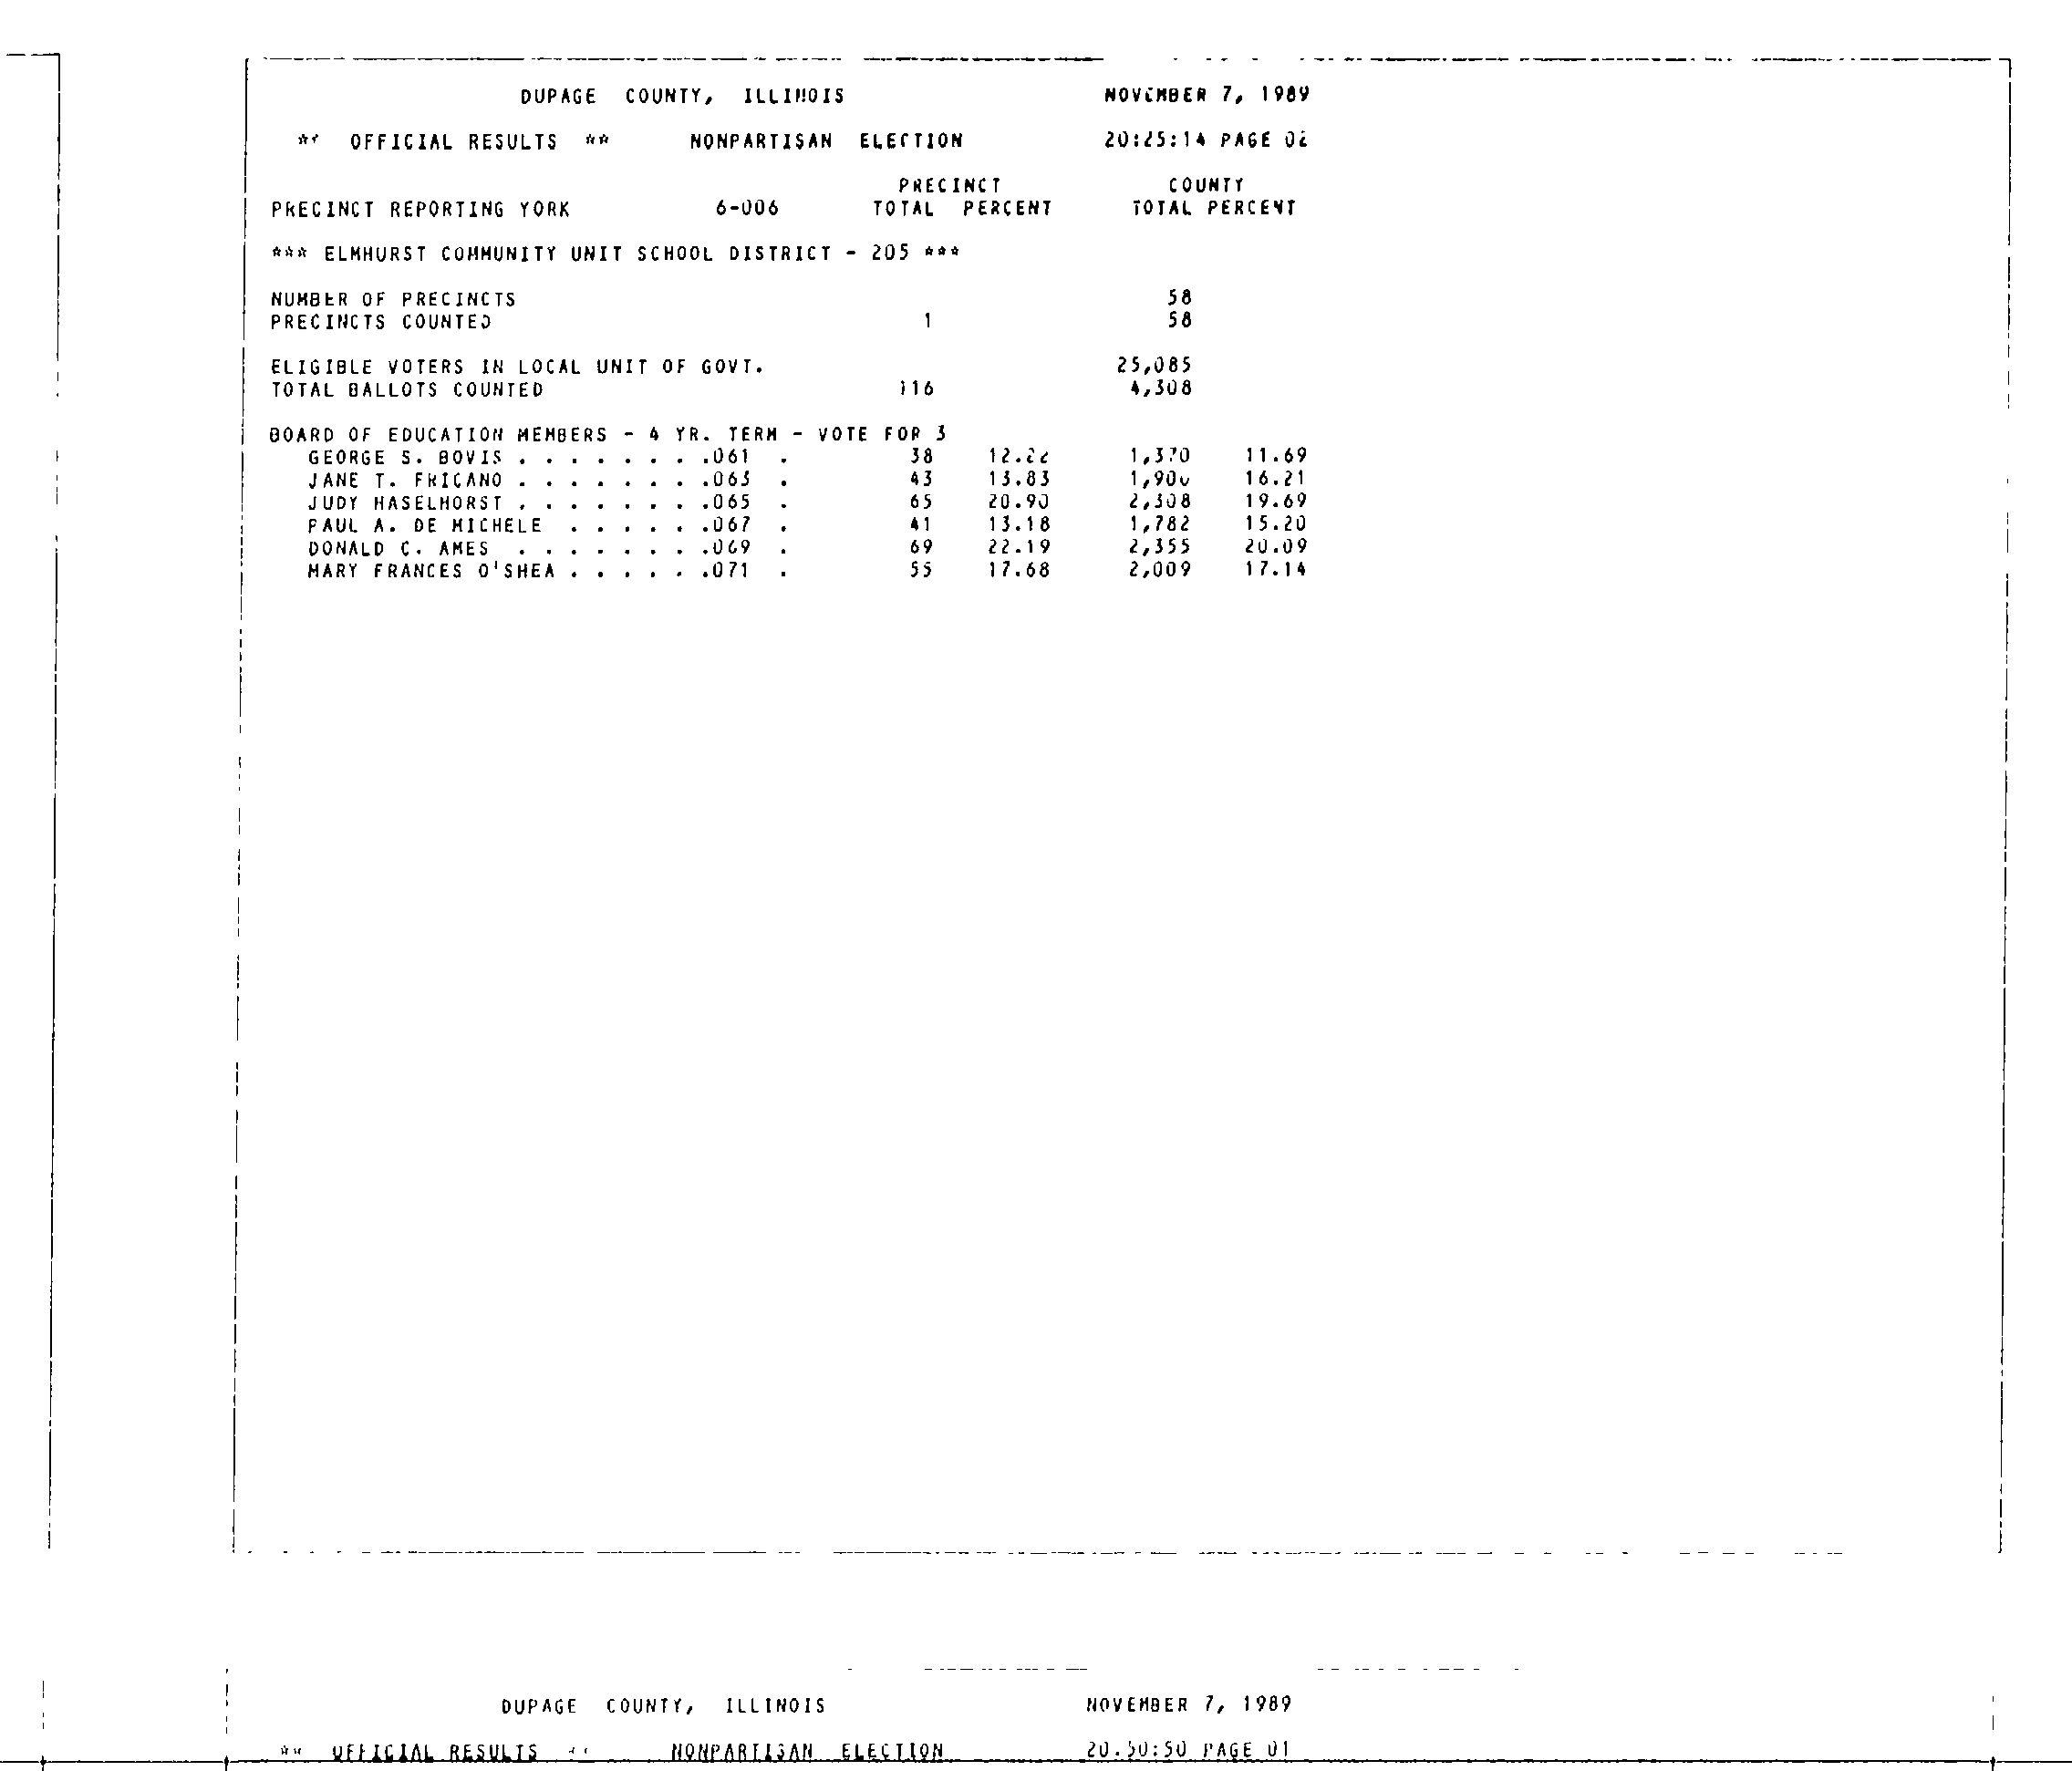 DUPAGE COUNTY, ILLINOIS NOVEMBER 7, 1989
** OFFICIAL RESULTS ** NONPARTISAN ELECTION 20:25:14 PAGE 02
PRECINCT COUNTY
PRECINCT REPORTING YORK 6-006 TOTAL PERCENT TOTAL PERCENT
*** ELMHURST COMMUNITY UNIT SCHOOL DISTRICT - 205 ***
NUMBER OF PRECINCTS 58
PRECINCTS COUNTED 1 58
ELIGIBLE VOTERS IN LOCAL UNIT OF GOVT. 25,085
TOTAL BALLOTS COUNTED 116 4,308
BOARD OF EDUCATION MEMBERS - 4 YR. TERM - VOTE FOR 3
GEORGE S. BOVIS . . . . . . . .061 . 38 12.22 1,370 11.69
JANE T. FRICANO . . . . . . . .063 . 43 13.83 1,900 16.21
JUDY HASELHORST . . . . . . . .065 . 65 20.90 2,308 19.69
PAUL A. DE MICHELE . . . . . .067 . 41 13.18 1,782 15.20
DONALD C. AMES . . . . . . . .069 . 69 22.19 2,355 20.09
MARY FRANCES O'SHEA . . . . . .071 . 55 17.68 2,009 17.14
DUPAGE COUNTY, ILLINOIS NOVEMBER 7, 1989
** OFFICIAL RESULTS ** NONPARTISAN ELECTION 20:50:50 PAGE 01